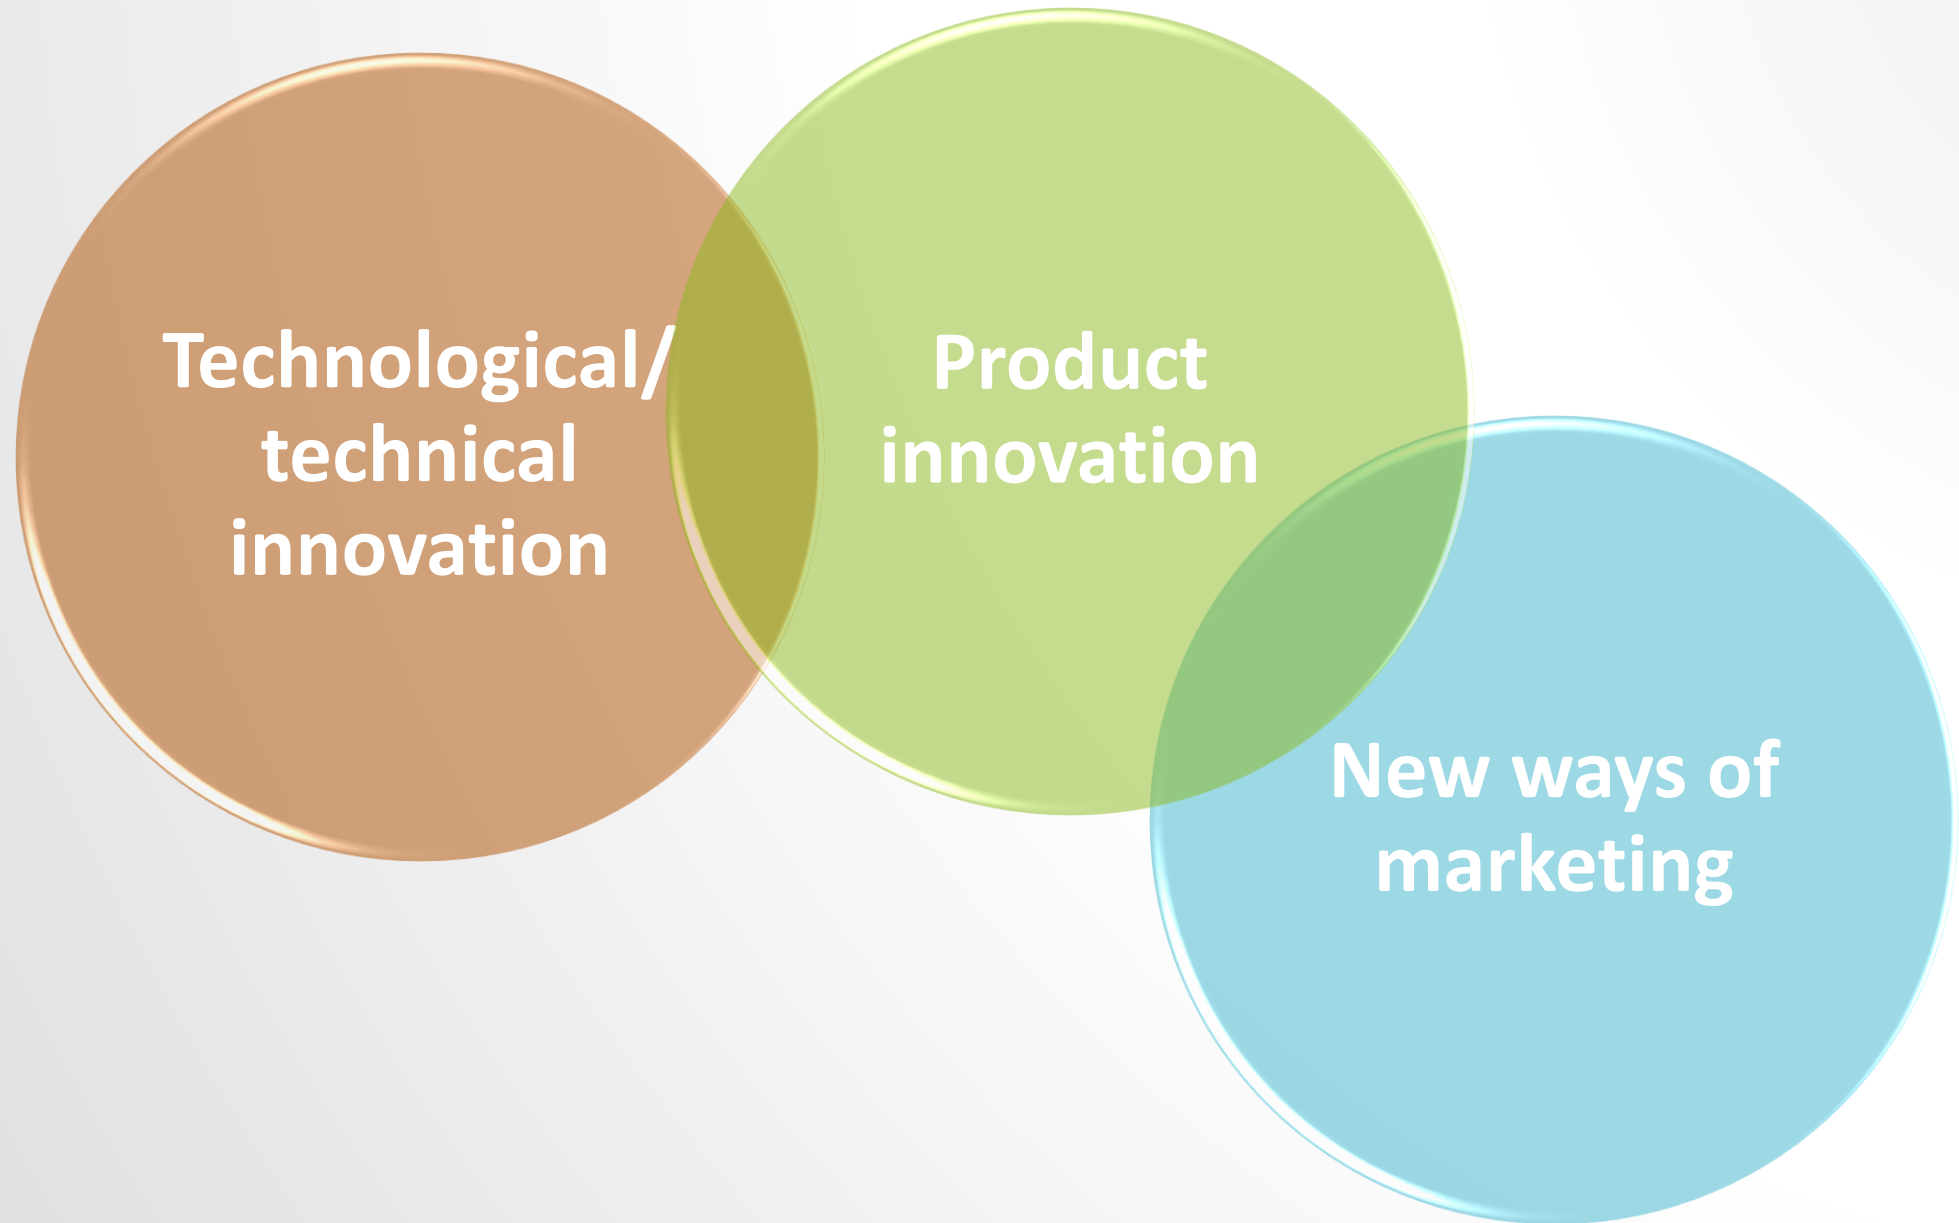 Technological/
technical
innovation
Product
innovation
New ways of
marketing